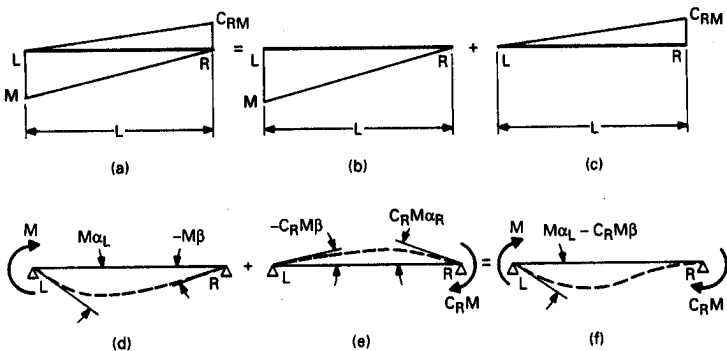 C_RM
L
R
M
L
(a)
=
L
R
M
L
(b)
+
C_RM
L
R
L
(c)
M
Mα_L
−Mβ
L
R
(d)
+
−C_RMβ
C_RMα_R
L
R
C_RM
(e)
=
M
Mα_L − C_RMβ
L
R
C_RM
(f)